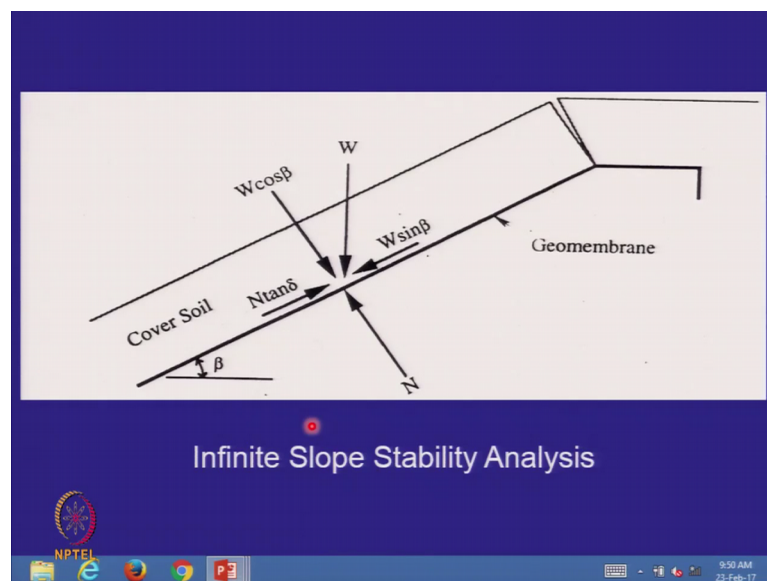 W
Wcosβ
Wsinβ
Geomembrane
Ntanδ
Cover Soil
β
N
Infinite Slope Stability Analysis
NPTEL
9:50 AM
23-Feb-17